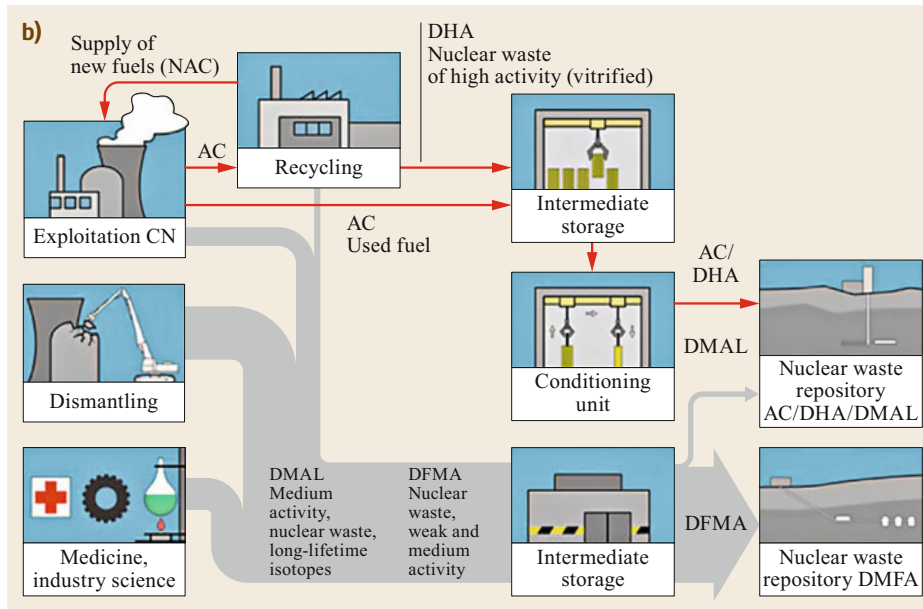 b)
Supply of
new fuels (NAC)
DHA
Nuclear waste
of high activity (vitrified)
AC
Recycling
Exploitation CN
AC
Used fuel
Intermediate
storage
AC/
DHA
Dismantling
Conditioning
unit
DMAL
Nuclear waste
repository
AC/DHA/DMAL
DMAL
Medium
activity,
nuclear waste,
long-lifetime
isotopes
DFMA
Nuclear
waste,
weak and
medium
activity
DFMA
Medicine,
industry science
Intermediate
storage
Nuclear waste
repository DMFA